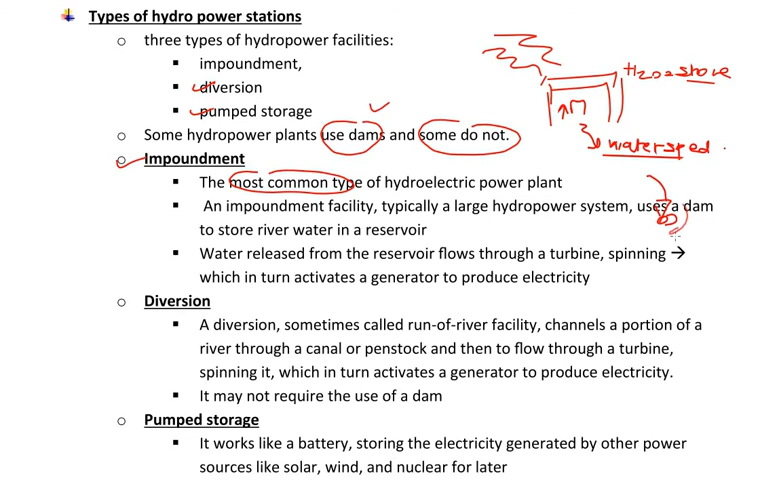 Types of hydro power stations
o three types of hydropower facilities:
▪ impoundment,
▪ diversion
▪ pumped storage
H2O = store
↑M
water sped .
o Some hydropower plants use dams and some do not.
o Impoundment
▪ The most common type of hydroelectric power plant
▪ An impoundment facility, typically a large hydropower system, uses a dam
to store river water in a reservoir
▪ Water released from the reservoir flows through a turbine, spinning →
which in turn activates a generator to produce electricity
o Diversion
▪ A diversion, sometimes called run-of-river facility, channels a portion of a
river through a canal or penstock and then to flow through a turbine,
spinning it, which in turn activates a generator to produce electricity.
▪ It may not require the use of a dam
o Pumped storage
▪ It works like a battery, storing the electricity generated by other power
sources like solar, wind, and nuclear for later